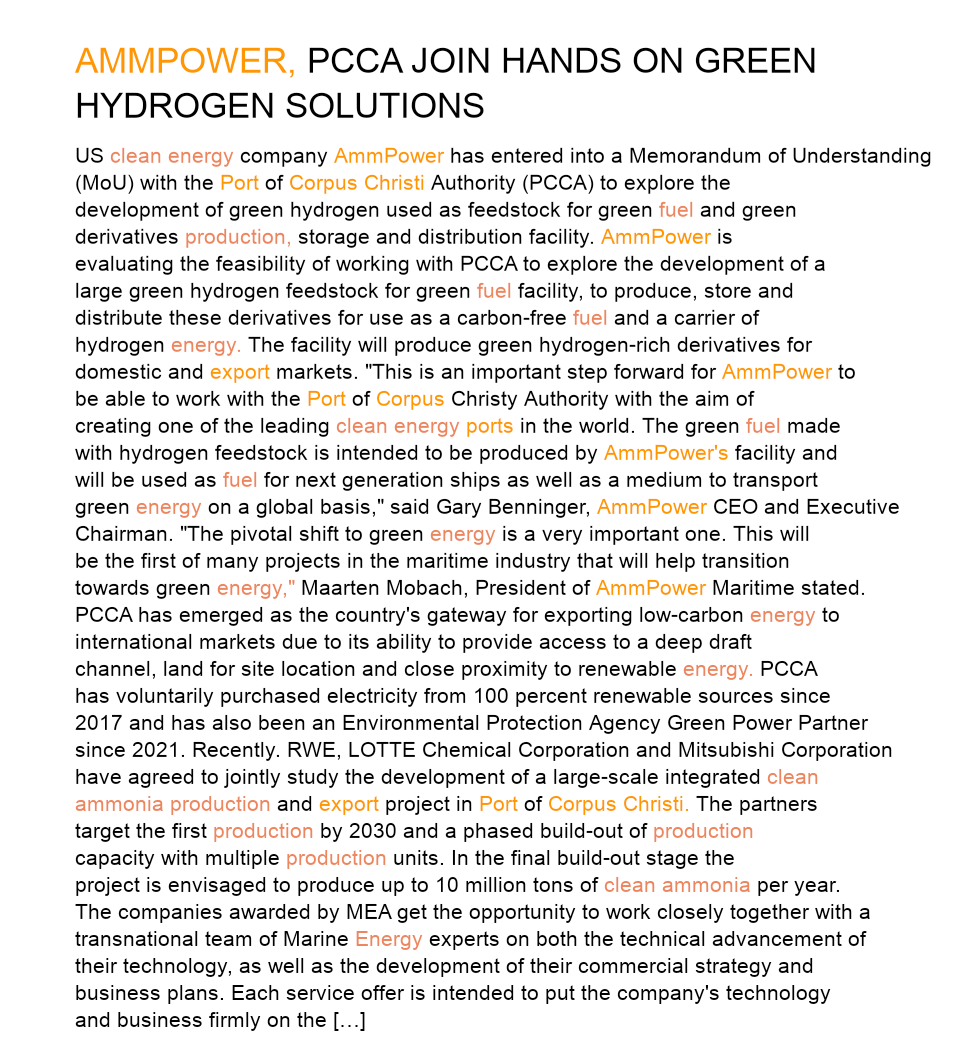 AMMPOWER, PCCA JOIN HANDS ON GREEN
HYDROGEN SOLUTIONS
US clean energy company AmmPower has entered into a Memorandum of Understanding
(MoU) with the Port of Corpus Christi Authority (PCCA) to explore the
development of green hydrogen used as feedstock for green fuel and green
derivatives production, storage and distribution facility. AmmPower is
evaluating the feasibility of working with PCCA to explore the development of a
large green hydrogen feedstock for green fuel facility, to produce, store and
distribute these derivatives for use as a carbon-free fuel and a carrier of
hydrogen energy. The facility will produce green hydrogen-rich derivatives for
domestic and export markets. "This is an important step forward for AmmPower to
be able to work with the Port of Corpus Christy Authority with the aim of
creating one of the leading clean energy ports in the world. The green fuel made
with hydrogen feedstock is intended to be produced by AmmPower's facility and
will be used as fuel for next generation ships as well as a medium to transport
green energy on a global basis," said Gary Benninger, AmmPower CEO and Executive
Chairman. "The pivotal shift to green energy is a very important one. This will
be the first of many projects in the maritime industry that will help transition
towards green energy," Maarten Mobach, President of AmmPower Maritime stated.
PCCA has emerged as the country's gateway for exporting low-carbon energy to
international markets due to its ability to provide access to a deep draft
channel, land for site location and close proximity to renewable energy. PCCA
has voluntarily purchased electricity from 100 percent renewable sources since
2017 and has also been an Environmental Protection Agency Green Power Partner
since 2021. Recently. RWE, LOTTE Chemical Corporation and Mitsubishi Corporation
have agreed to jointly study the development of a large-scale integrated clean
ammonia production and export project in Port of Corpus Christi. The partners
target the first production by 2030 and a phased build-out of production
capacity with multiple production units. In the final build-out stage the
project is envisaged to produce up to 10 million tons of clean ammonia per year.
The companies awarded by MEA get the opportunity to work closely together with a
transnational team of Marine Energy experts on both the technical advancement of
their technology, as well as the development of their commercial strategy and
business plans. Each service offer is intended to put the company's technology
and business firmly on the […]